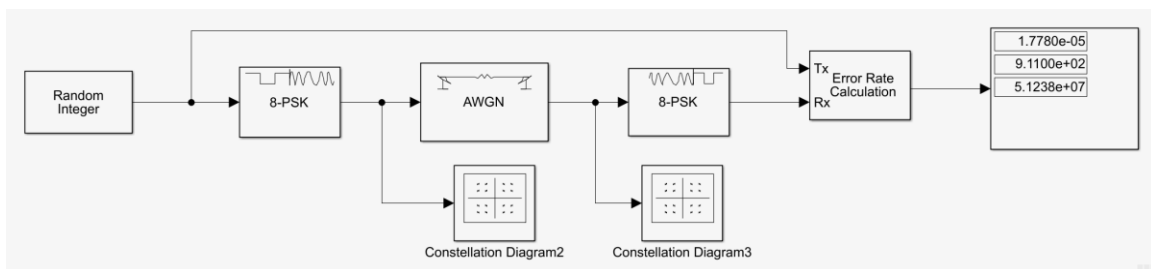 Random
Integer
8-PSK
AWGN
8-PSK
Tx
Rx
Error Rate
Calculation
1.7780e-05
9.1100e+02
5.1238e+07
Constellation Diagram2
Constellation Diagram3